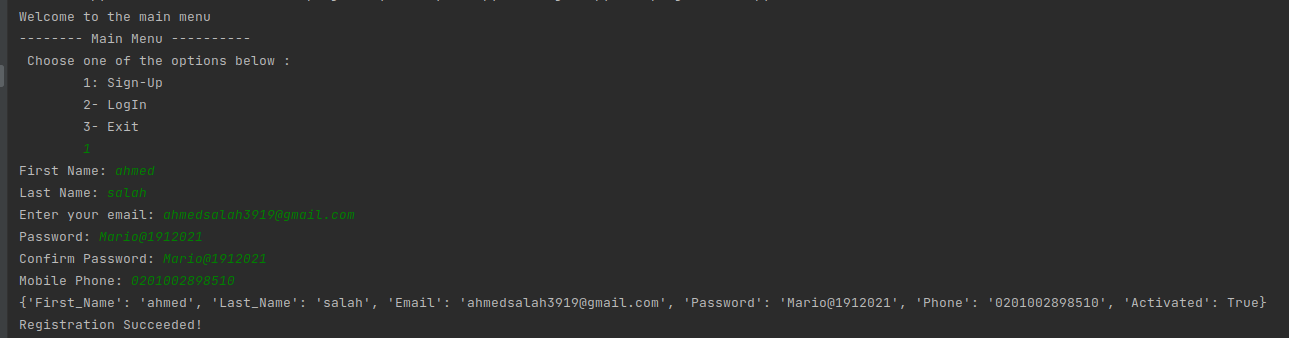 Welcome to the main menu
-------- Main Menu ----------
Choose one of the options below :
1: Sign-Up
2- LogIn
3- Exit
1
First Name: ahmed
Last Name: salah
Enter your email: ahmedsalah3919@gmail.com
Password: Mario@1912021
Confirm Password: Mario@1912021
Mobile Phone: 0201002898510
{'First_Name': 'ahmed', 'Last_Name': 'salah', 'Email': 'ahmedsalah3919@gmail.com', 'Password': 'Mario@1912021', 'Phone': '0201002898510', 'Activated': True}
Registration Succeeded!